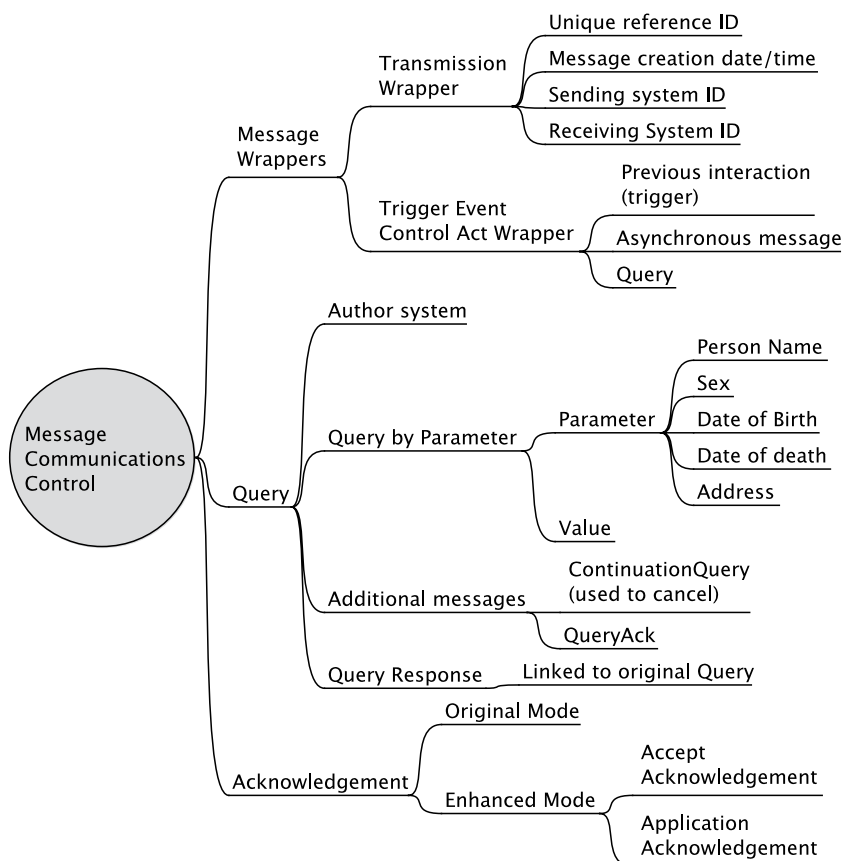 Message
Communications
Control
Message
Wrappers
Transmission
Wrapper
Unique reference ID
Message creation date/time
Sending system ID
Receiving System ID
Trigger Event
Control Act Wrapper
Previous interaction
(trigger)
Asynchronous message
Query
Query
Author system
Query by Parameter
Parameter
Person Name
Sex
Date of Birth
Date of death
Address
Value
Additional messages
ContinuationQuery
(used to cancel)
QueryAck
Query Response
Linked to original Query
Acknowledgement
Original Mode
Enhanced Mode
Accept
Acknowledgement
Application
Acknowledgement